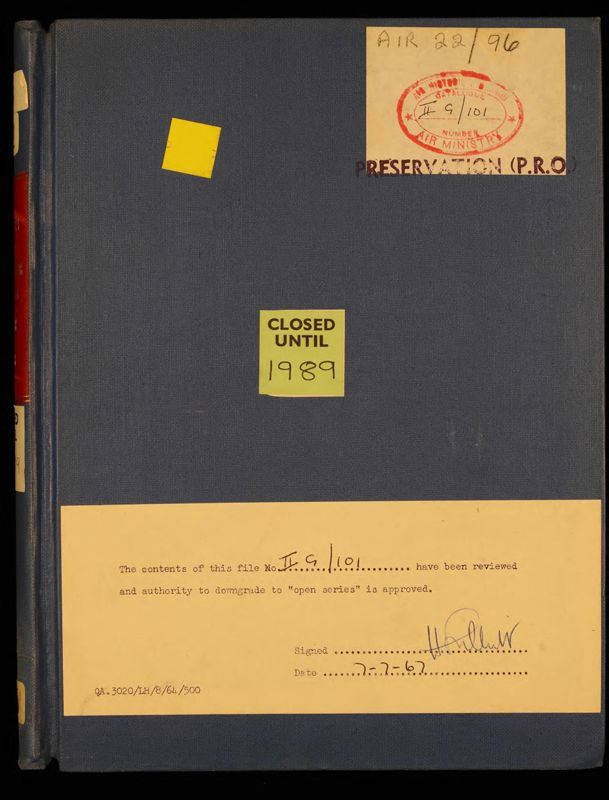 AIR 22/96
CATALOGUE
II G/101
NUMBER
AIR MINISTRY
PRESERVATION (P.R.O.)
CLOSED
UNTIL
1989
The contents of this file No. II G/101 .......... have been reviewed
and authority to downgrade to "open series" is approved.
Signed ..............................
Date ....7-7-67....................
QA.3020/LH/8/64/500